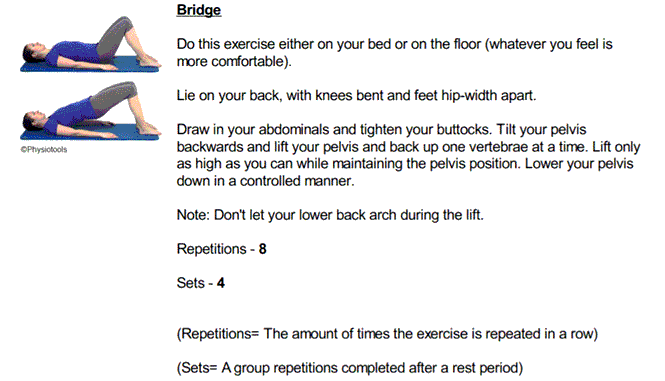 Bridge
Do this exercise either on your bed or on the floor (whatever you feel is
more comfortable).
Lie on your back, with knees bent and feet hip-width apart.
Draw in your abdominals and tighten your buttocks. Tilt your pelvis
backwards and lift your pelvis and back up one vertebrae at a time. Lift only
as high as you can while maintaining the pelvis position. Lower your pelvis
down in a controlled manner.
Note: Don't let your lower back arch during the lift.
Repetitions - 8
Sets - 4
(Repetitions= The amount of times the exercise is repeated in a row)
(Sets= A group repetitions completed after a rest period)
©Physiotools